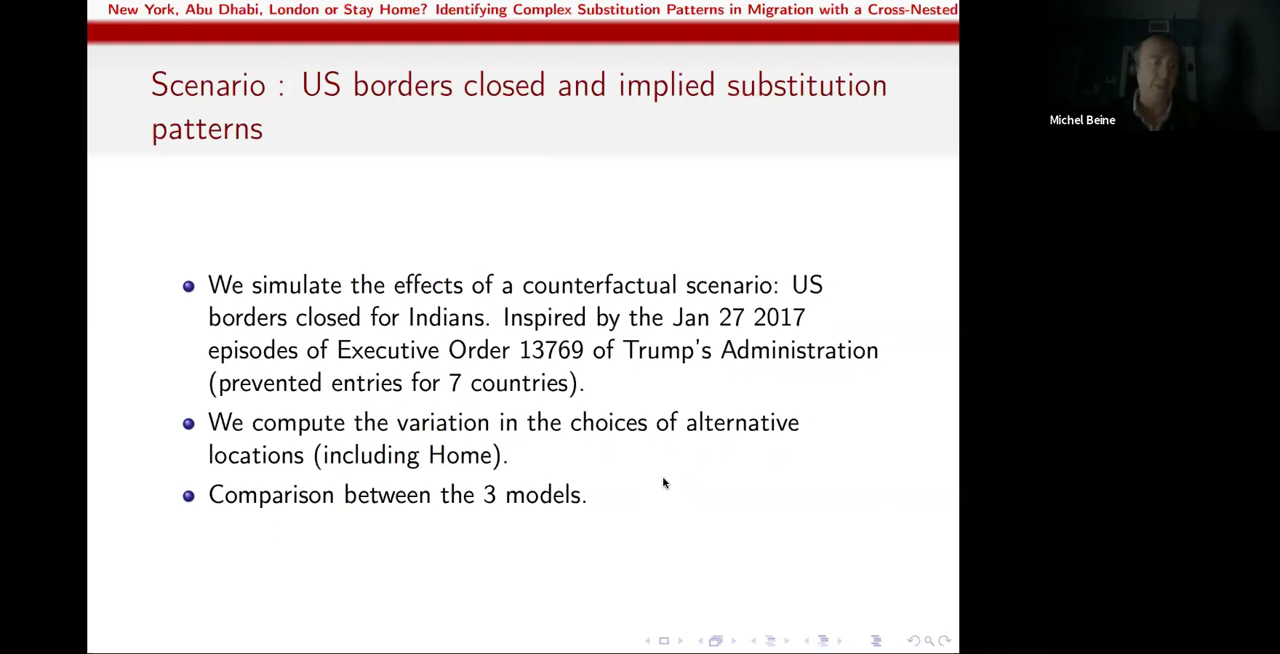 New York, Abu Dhabi, London or Stay Home? Identifying Complex Substitution Patterns in Migration with a Cross-Nested
Scenario : US borders closed and implied substitution
patterns
Michel Beine
We simulate the effects of a counterfactual scenario: US
borders closed for Indians. Inspired by the Jan 27 2017
episodes of Executive Order 13769 of Trump's Administration
(prevented entries for 7 countries).
We compute the variation in the choices of alternative
locations (including Home).
Comparison between the 3 models.